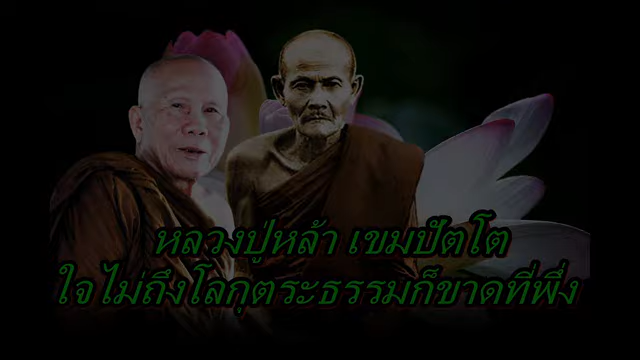 หลวงปู่หล้า เขมปัตโต
ใจไม่ถึงโลกุตระธรรมก็ขาดที่พึ่ง